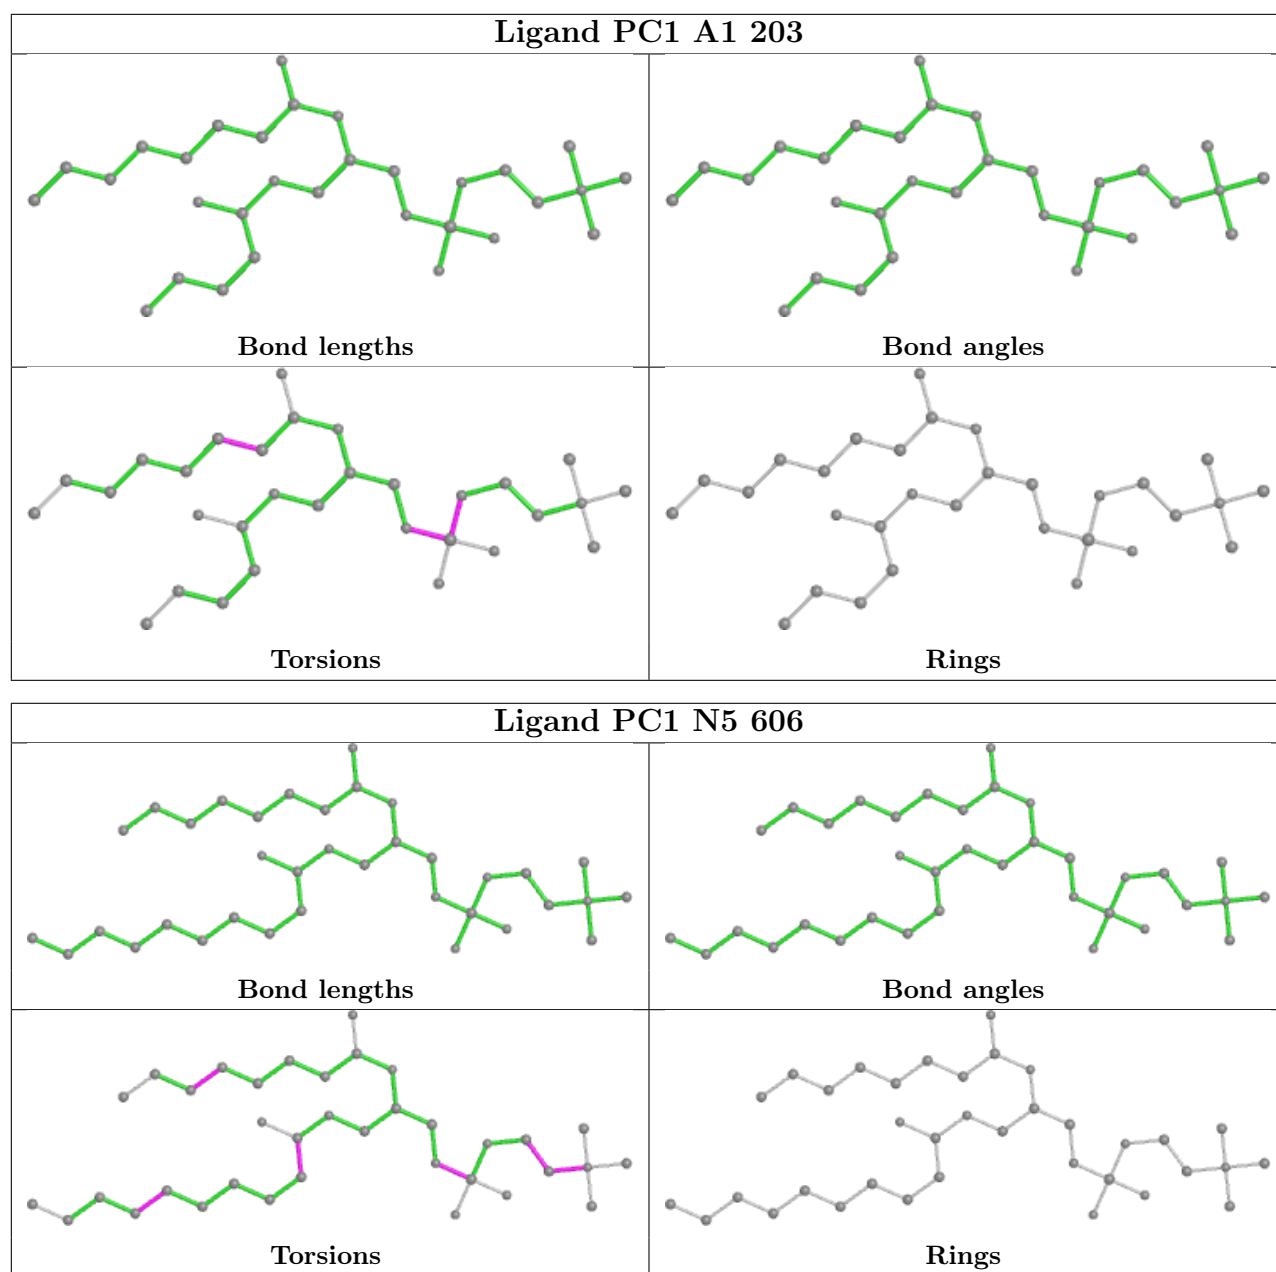 Ligand PC1 A1 203
Bond lengths
Bond angles
Torsions
Rings
Ligand PC1 N5 606
Bond lengths
Bond angles
Torsions
Rings